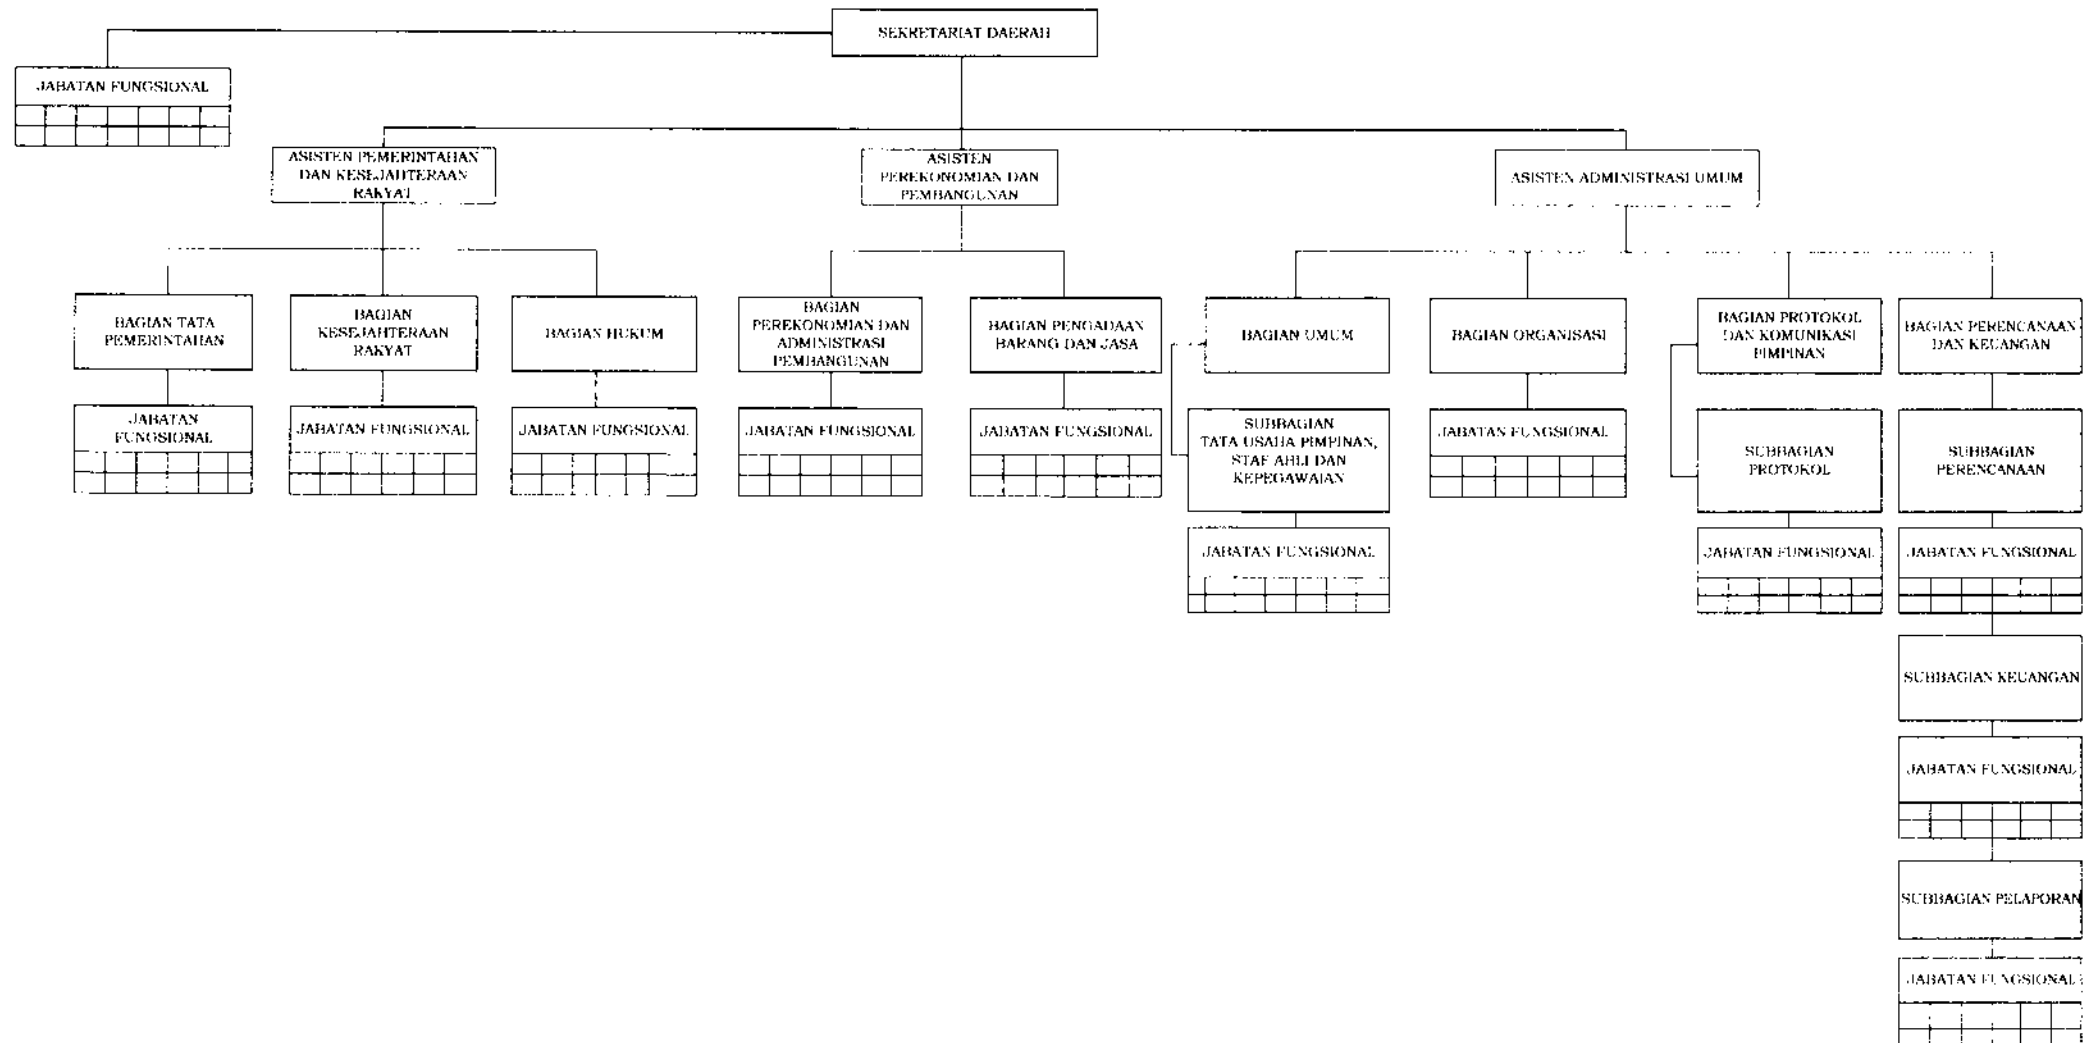 SEKRETARIAT DAERAH
JABATAN FUNGSIONAL
ASISTEN PEMERINTAHAN
DAN KESEJAHTERAAN
RAKYAT
ASISTEN
PEREKONOMIAN DAN
PEMBANGUNAN
ASISTEN ADMINISTRASI UMUM
BAGIAN TATA
PEMERINTAHAN
BAGIAN
KESEJAHTERAAN
RAKYAT
BAGIAN HUKUM
BAGIAN
PEREKONOMIAN DAN
ADMINISTRASI
PEMBANGUNAN
BAGIAN PENGADAAN
BARANG DAN JASA
BAGIAN UMUM
BAGIAN ORGANISASI
BAGIAN PROTOKOL
DAN KOMUNIKASI
PIMPINAN
BAGIAN PERENCANAAN
DAN KEUANGAN
JABATAN
FUNGSIONAL
JABATAN FUNGSIONAL
JABATAN FUNGSIONAL
JABATAN FUNGSIONAL
JABATAN FUNGSIONAL
SUBBAGIAN
TATA USAHA PIMPINAN,
STAF AHLI DAN
KEPEGAWAIAN
JABATAN FUNGSIONAL
SUBBAGIAN
PROTOKOL
SUBBAGIAN
PERENCANAAN
JABATAN FUNGSIONAL
JABATAN FUNGSIONAL
JABATAN FUNGSIONAL
SUBBAGIAN KEUANGAN
JABATAN FUNGSIONAL
SUBBAGIAN PELAPORAN
JABATAN FUNGSIONAL